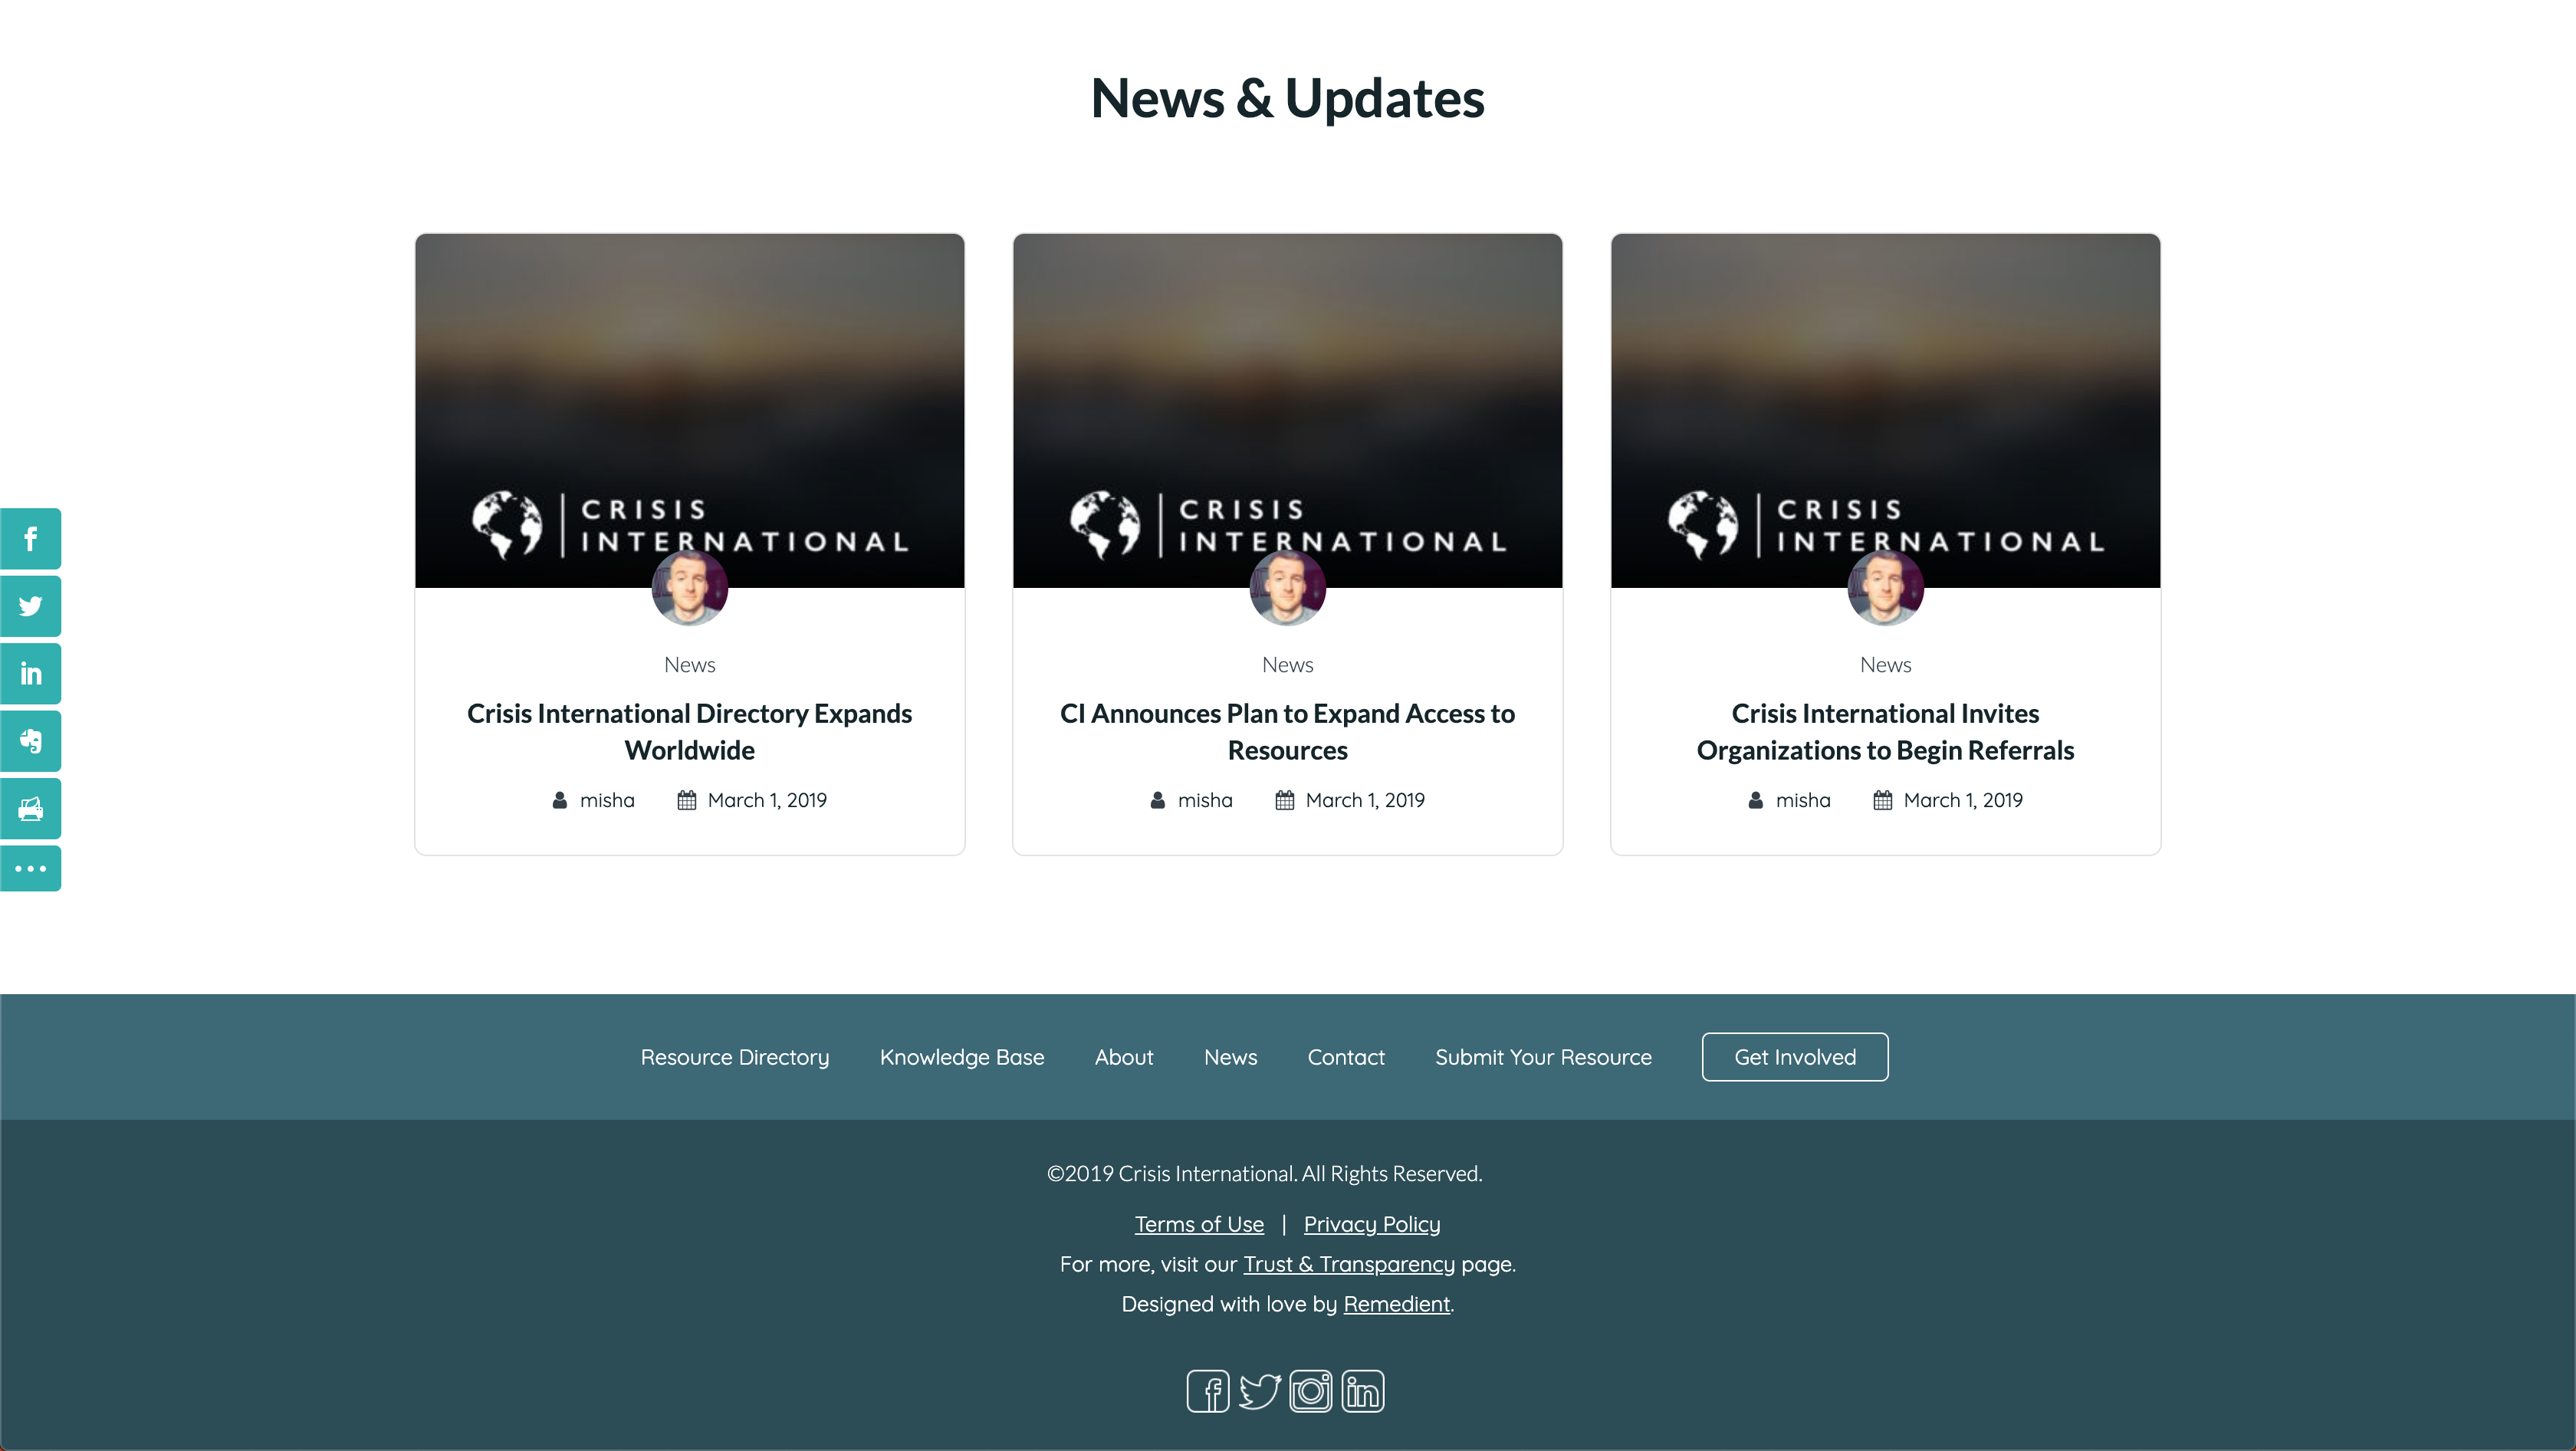 News & Updates
CRISIS
INTERNATIONAL
News
Crisis International Directory Expands
Worldwide
misha March 1, 2019
CRISIS
INTERNATIONAL
News
CI Announces Plan to Expand Access to
Resources
misha March 1, 2019
CRISIS
INTERNATIONAL
News
Crisis International Invites
Organizations to Begin Referrals
misha March 1, 2019
Resource Directory Knowledge Base About News Contact Submit Your Resource Get Involved
©2019 Crisis International. All Rights Reserved.
Terms of Use | Privacy Policy
For more, visit our Trust & Transparency page.
Designed with love by Remedient.